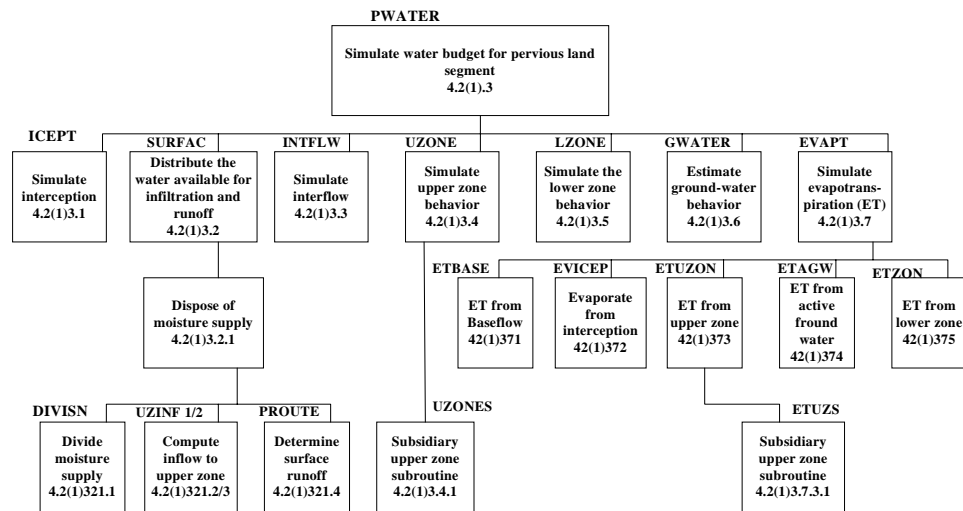 PWATER
Simulate water budget for pervious land
segment
4.2(1).3
ICEPT
Simulate
interception
4.2(1)3.1
SURFAC
Distribute the
water available for
infiltration and
runoff
4.2(1)3.2
INTFLW
Simulate
interflow
4.2(1)3.3
UZONE
Simulate
upper zone
behavior
4.2(1)3.4
LZONE
Simulate the
lower zone
behavior
4.2(1)3.5
GWATER
Estimate
ground-water
behavior
4.2(1)3.6
EVAPT
Simulate
evapotrans-
piration (ET)
4.2(1)3.7
Dispose of
moisture supply
4.2(1)3.2.1
ETBASE
ET from
Baseflow
42(1)371
EVICEP
Evaporate
from
interception
42(1)372
ETUZON
ET from
upper zone
42(1)373
ETAGW
ET from
active
fround
water
42(1)374
ETZON
ET from
lower zone
42(1)375
DIVISN
Divide
moisture
supply
4.2(1)321.1
UZINF 1/2
Compute
inflow to
upper zone
4.2(1)321.2/3
PROUTE
Determine
surface
runoff
4.2(1)321.4
UZONES
Subsidiary
upper zone
subroutine
4.2(1)3.4.1
ETUZS
Subsidiary
upper zone
subroutine
4.2(1)3.7.3.1